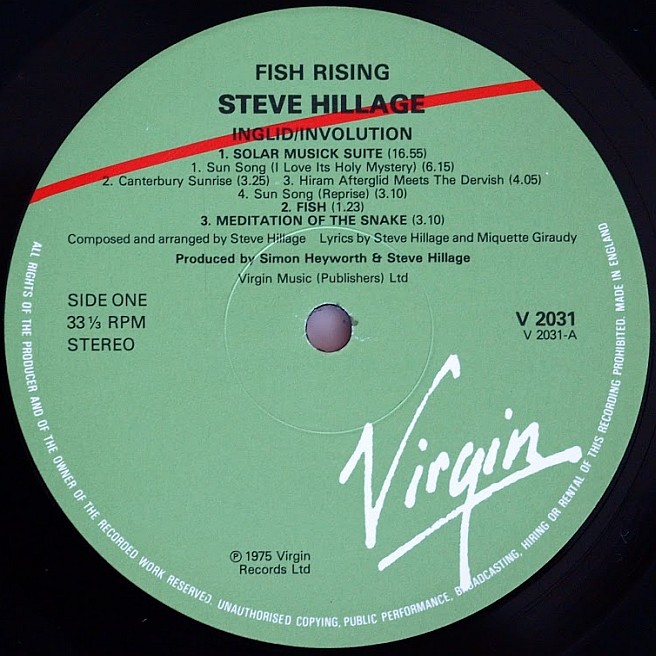 FISH RISING
STEVE HILLAGE
INGLID/INVOLUTION
1. SOLAR MUSICK SUITE (16.55)
1. Sun Song (I Love Its Holy Mystery) (6.15)
2. Canterbury Sunrise (3.25) 3. Hiram Afterglid Meets The Dervish (4.05)
4. Sun Song (Reprise) (3.10)
2. FISH (1.23)
3. MEDITATION OF THE SNAKE (3.10)
Composed and arranged by Steve Hillage Lyrics by Steve Hillage and Miquette Giraudy
Produced by Simon Heyworth & Steve Hillage
Virgin Music (Publishers) Ltd
SIDE ONE
33⅓ RPM
STEREO
V 2031
V 2031-A
Virgin
℗ 1975 Virgin
Records Ltd
ALL RIGHTS OF THE PRODUCER AND OF THE OWNER OF THE RECORDED WORK RESERVED. UNAUTHORISED COPYING, PUBLIC PERFORMANCE, BROADCASTING, HIRING OR RENTAL OF THIS RECORDING PROHIBITED. MADE IN ENGLAND